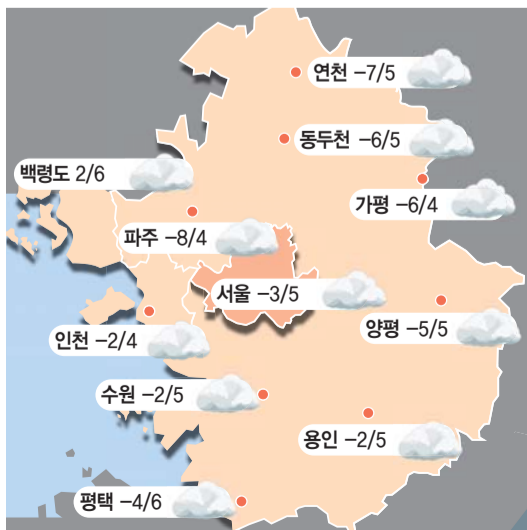 연천 −7/5
동두천 −6/5
백령도 2/6
가평 −6/4
파주 −8/4
서울 −3/5
양평 −5/5
인천 −2/4
수원 −2/5
용인 −2/5
평택 −4/6